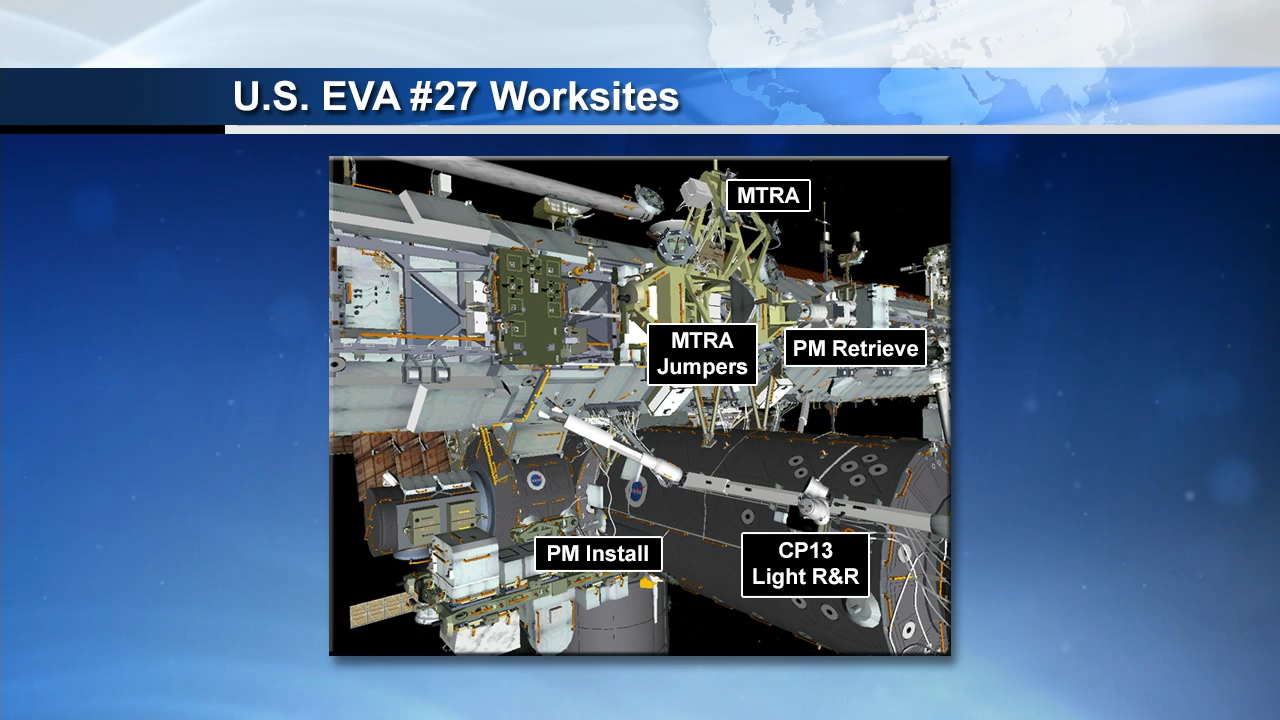 U.S. EVA #27 Worksites
MTRA
MTRA
Jumpers
PM Retrieve
PM Install
CP13
Light R&R